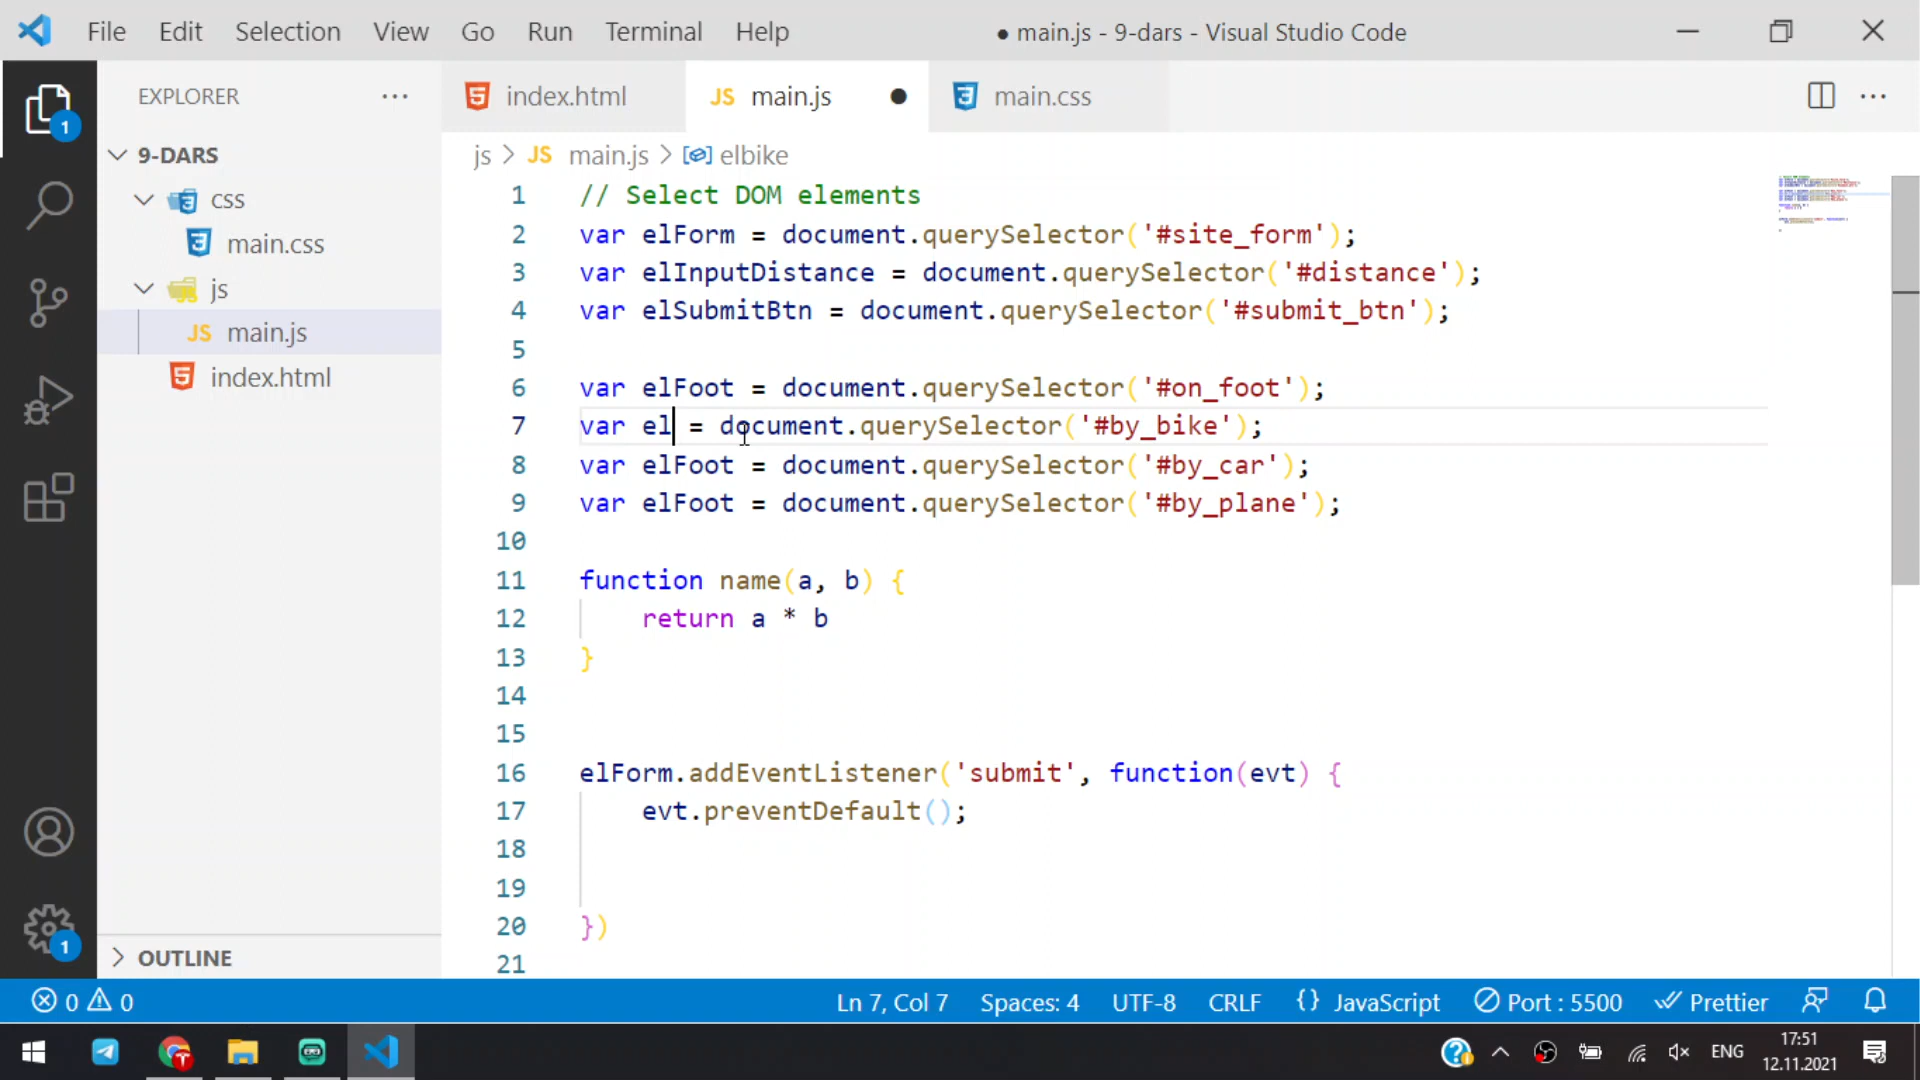 File Edit Selection View Go Run Terminal Help ● main.js - 9-dars - Visual Studio Code
EXPLORER ···
index.html
JS main.js ●
main.css
9-DARS
css
main.css
js
JS main.js
index.html
OUTLINE
js > JS main.js > elbike
1 // Select DOM elements
2 var elForm = document.querySelector('#site_form');
3 var elInputDistance = document.querySelector('#distance');
4 var elSubmitBtn = document.querySelector('#submit_btn');
5
6 var elFoot = document.querySelector('#on_foot');
7 var el = document.querySelector('#by_bike');
8 var elFoot = document.querySelector('#by_car');
9 var elFoot = document.querySelector('#by_plane');
10
11 function name(a, b) {
12 return a * b
13 }
14
15
16 elForm.addEventListener('submit', function(evt) {
17 evt.preventDefault();
18
19
20 })
21
1
1
0 0 Ln 7, Col 7 Spaces: 4 UTF-8 CRLF {} JavaScript Port : 5500 Prettier
ENG 17:51
12.11.2021